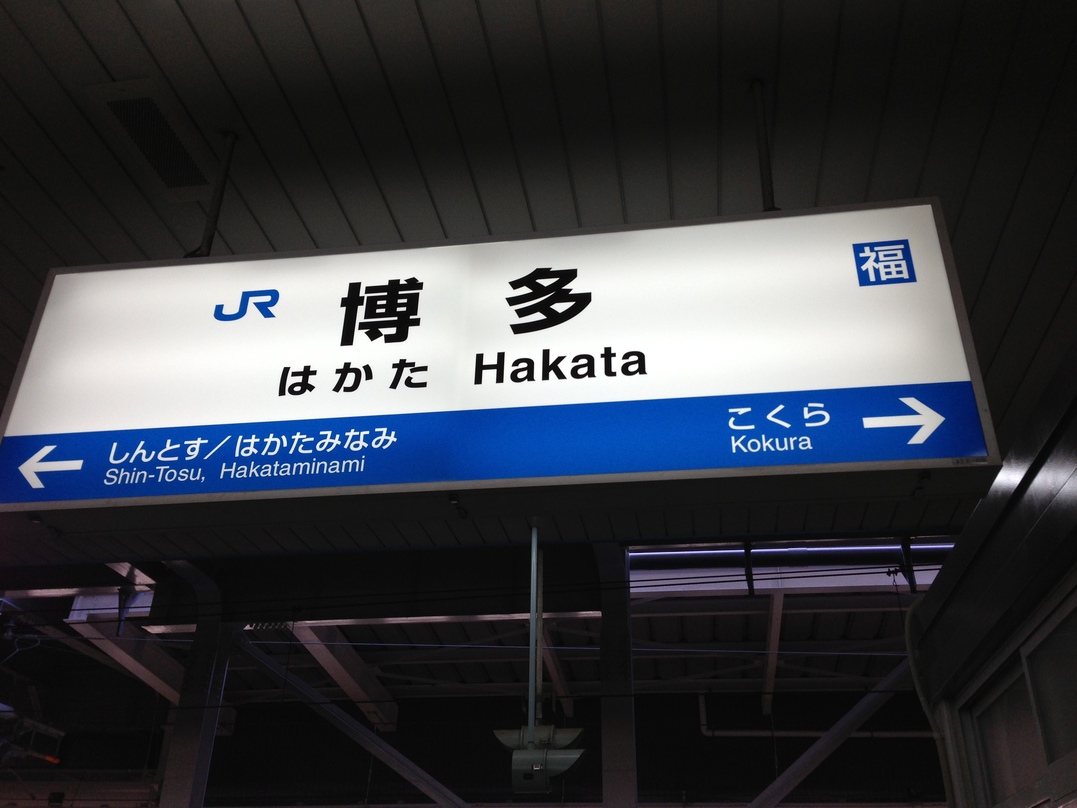 JR 博多 福
はかた Hakata
← しんとす／はかたみなみ
Shin-Tosu, Hakataminami
こくら →
Kokura